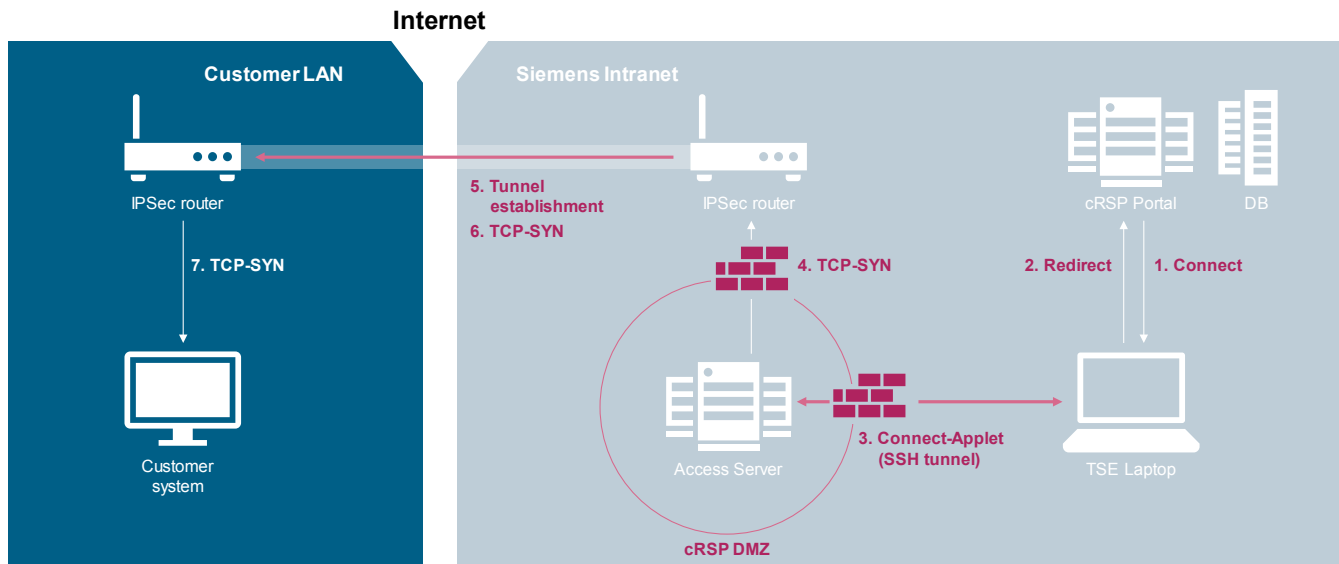 Internet
Customer LAN
Siemens Intranet
IPSec router
5. Tunnel
establishment
6. TCP-SYN
IPSec router
cRSP Portal
DB
7. TCP-SYN
4. TCP-SYN
2. Redirect
1. Connect
Customer
system
Access Server
3. Connect-Applet
(SSH tunnel)
TSE Laptop
cRSP DMZ